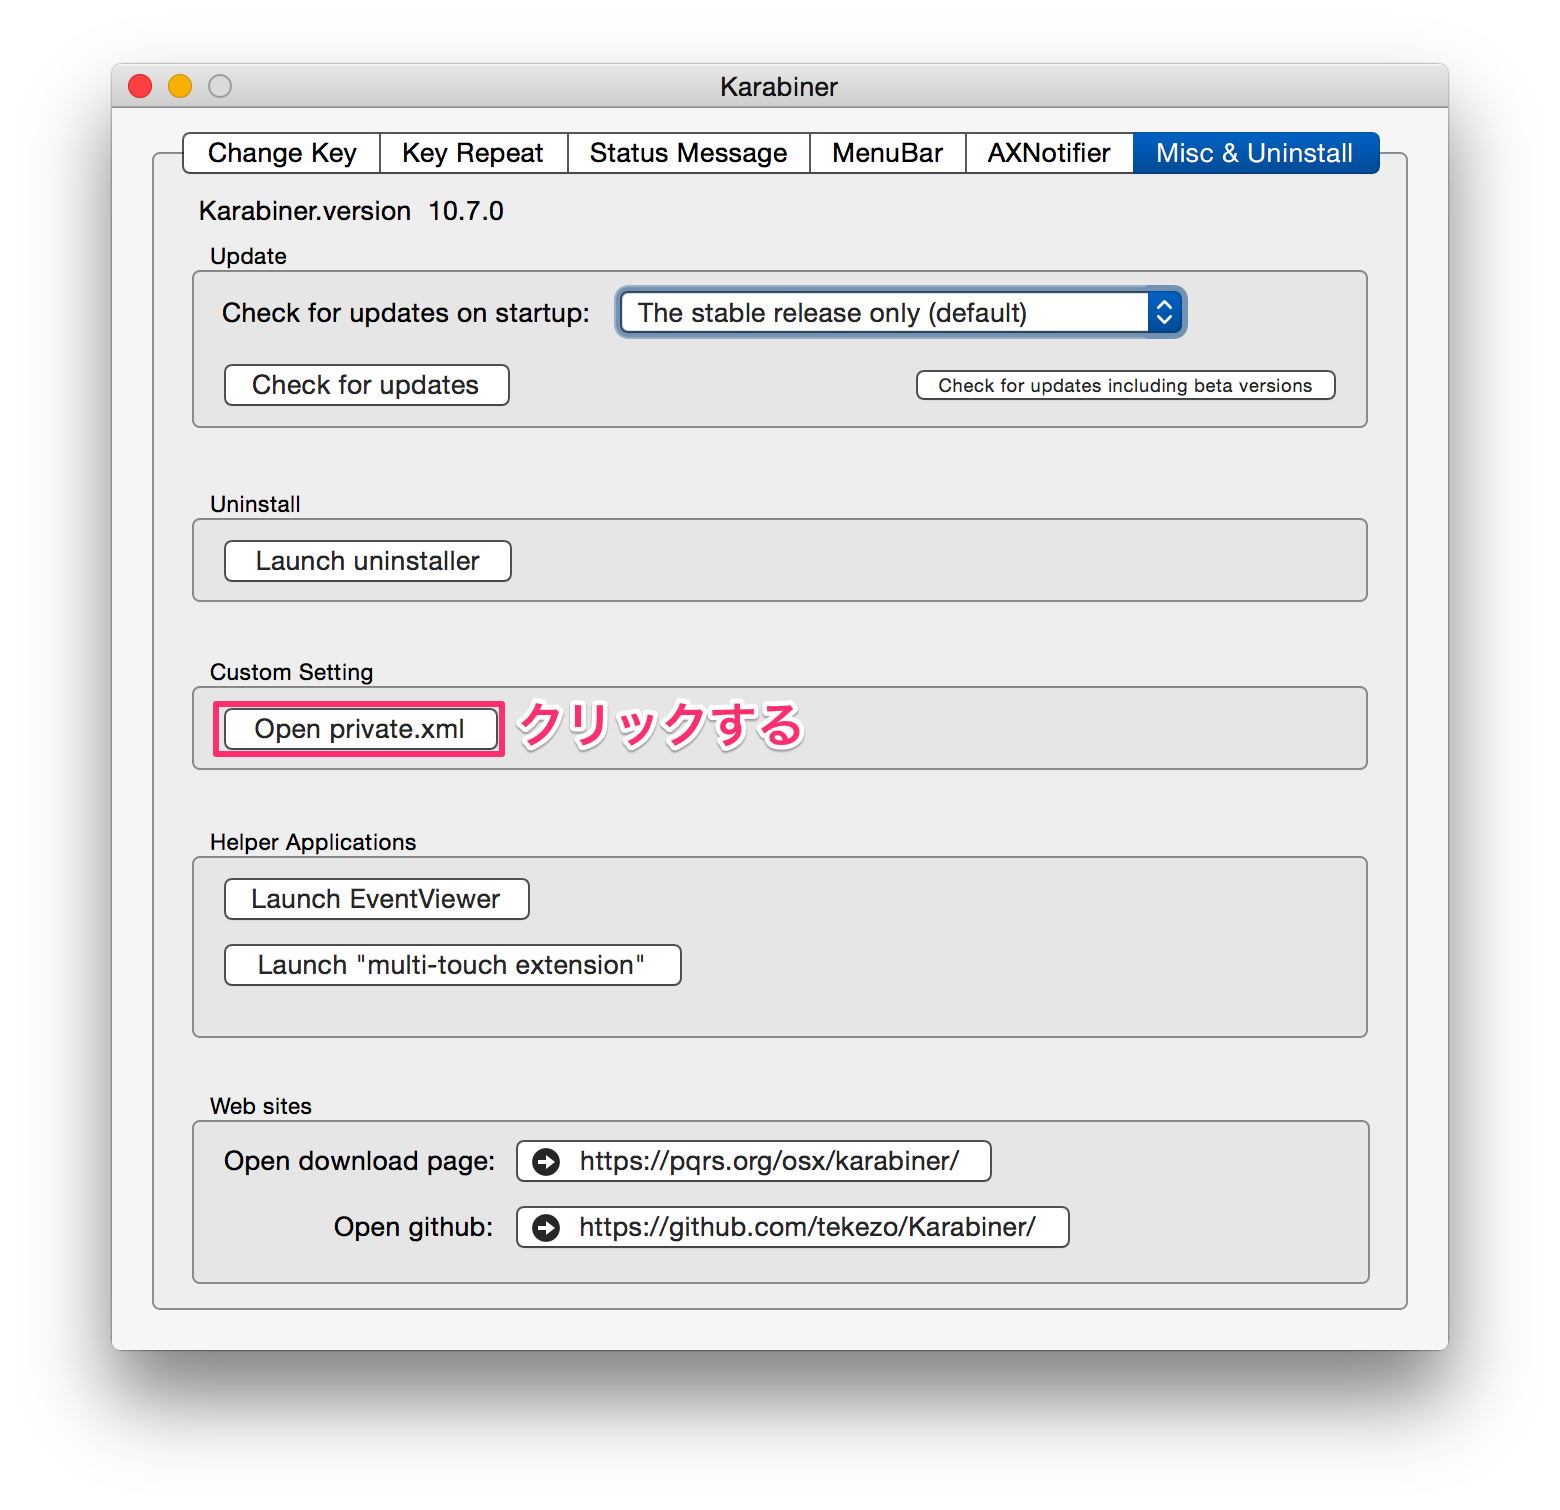 Karabiner
Change Key Key Repeat Status Message MenuBar AXNotifier Misc & Uninstall
Karabiner.version 10.7.0
Update
Check for updates on startup: The stable release only (default)
Check for updates Check for updates including beta versions
Uninstall
Launch uninstaller
Custom Setting
Open private.xml クリックする
Helper Applications
Launch EventViewer
Launch "multi-touch extension"
Web sites
Open download page: https://pqrs.org/osx/karabiner/
Open github: https://github.com/tekezo/Karabiner/